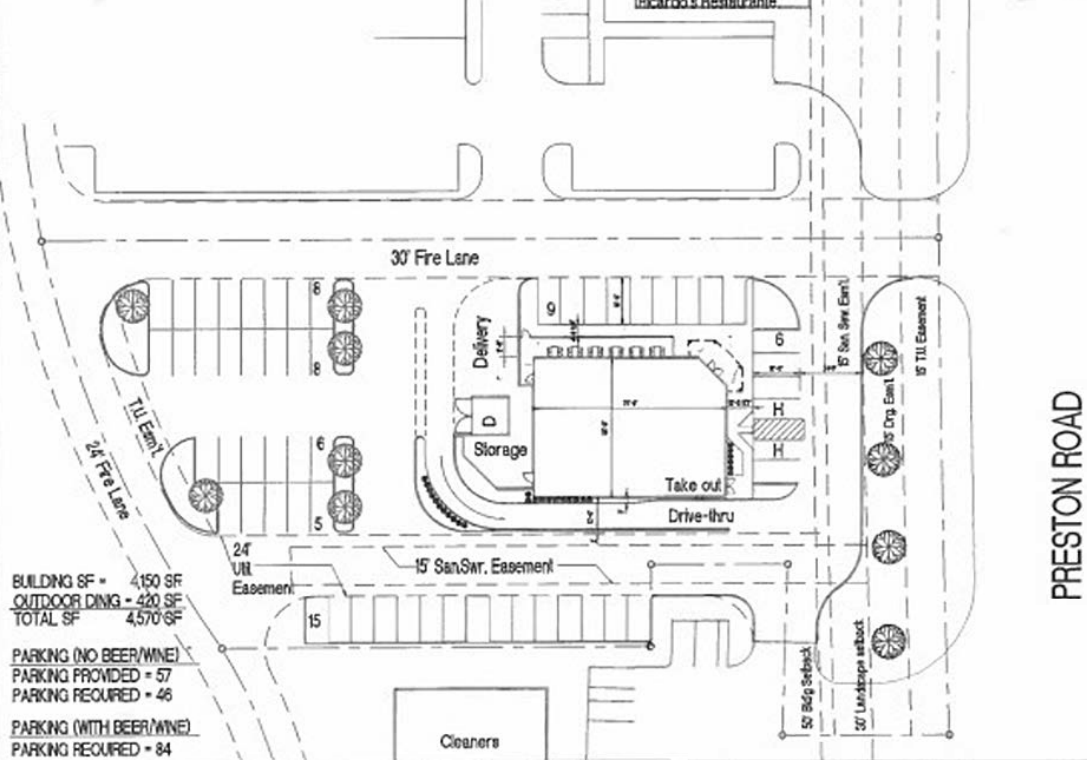 Ricardo's Restaurante
30' Fire Lane
8
8
9
Delivery
6
15' San. Swr. Esm't.
15' T.U. Easement
T.U. Esm't.
24' Fire Lane
D
Storage
H
H
15' Drg. Esm't.
PRESTON ROAD
6
5
Take out
Drive-thru
24'
Util.
Easement
15' San.Swr. Easement
15
BUILDING SF = 4,150 SF
OUTDOOR DINIG = 420 SF
TOTAL SF 4,570 SF
PARKING (NO BEER/WINE)
PARKING PROVIDED = 57
PARKING REQUIRED = 46
PARKING (WITH BEER/WINE)
PARKING REQUIRED = 84
50' Bldg Setback
30' Landscape setback
Cleaners